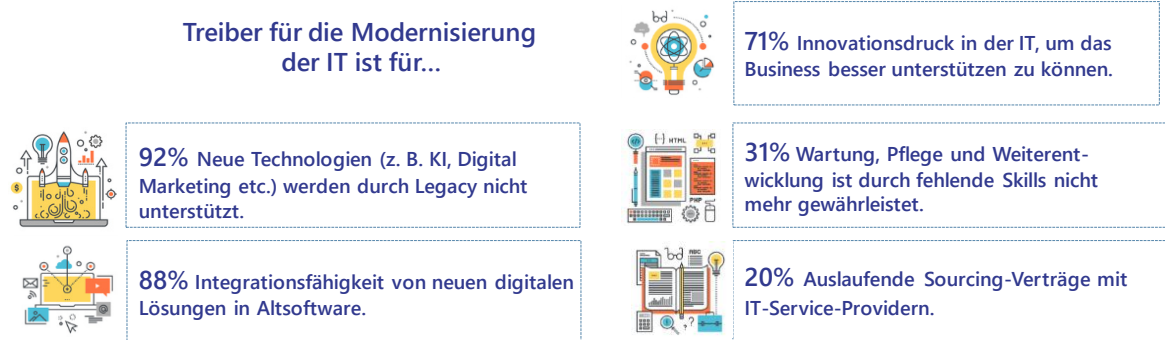 Treiber für die Modernisierung
der IT ist für...
92% Neue Technologien (z. B. KI, Digital
Marketing etc.) werden durch Legacy nicht
unterstützt.
88% Integrationsfähigkeit von neuen digitalen
Lösungen in Altsoftware.
71% Innovationsdruck in der IT, um das
Business besser unterstützen zu können.
HTML
PHP
31% Wartung, Pflege und Weiterent-
wicklung ist durch fehlende Skills nicht
mehr gewährleistet.
20% Auslaufende Sourcing-Verträge mit
IT-Service-Providern.